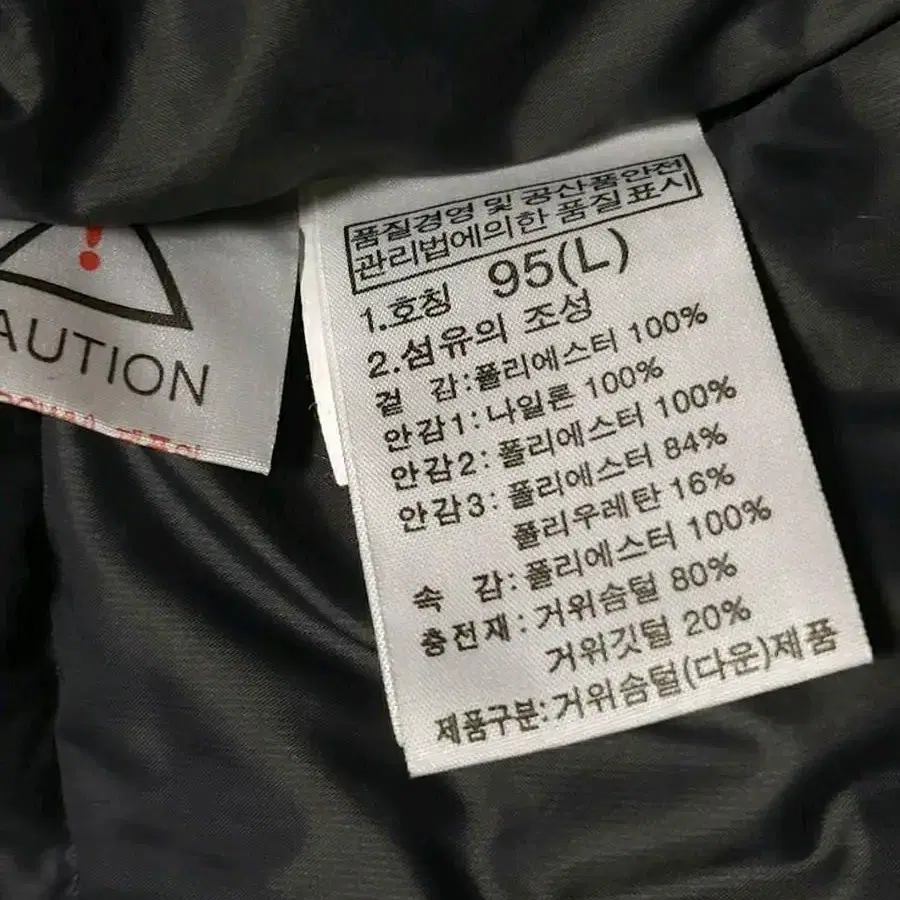 !
AUTION
품질경영 및 공산품안전
관리법에의한 품질표시
1.호칭 95(L)
2.섬유의 조성
겉 감:폴리에스터 100%
안감1:나일론 100%
안감2:폴리에스터 100%
안감3:폴리에스터 84%
폴리우레탄 16%
속 감:폴리에스터 100%
충전재:거위솜털 80%
거위깃털 20%
제품구분:거위솜털(다운)제품